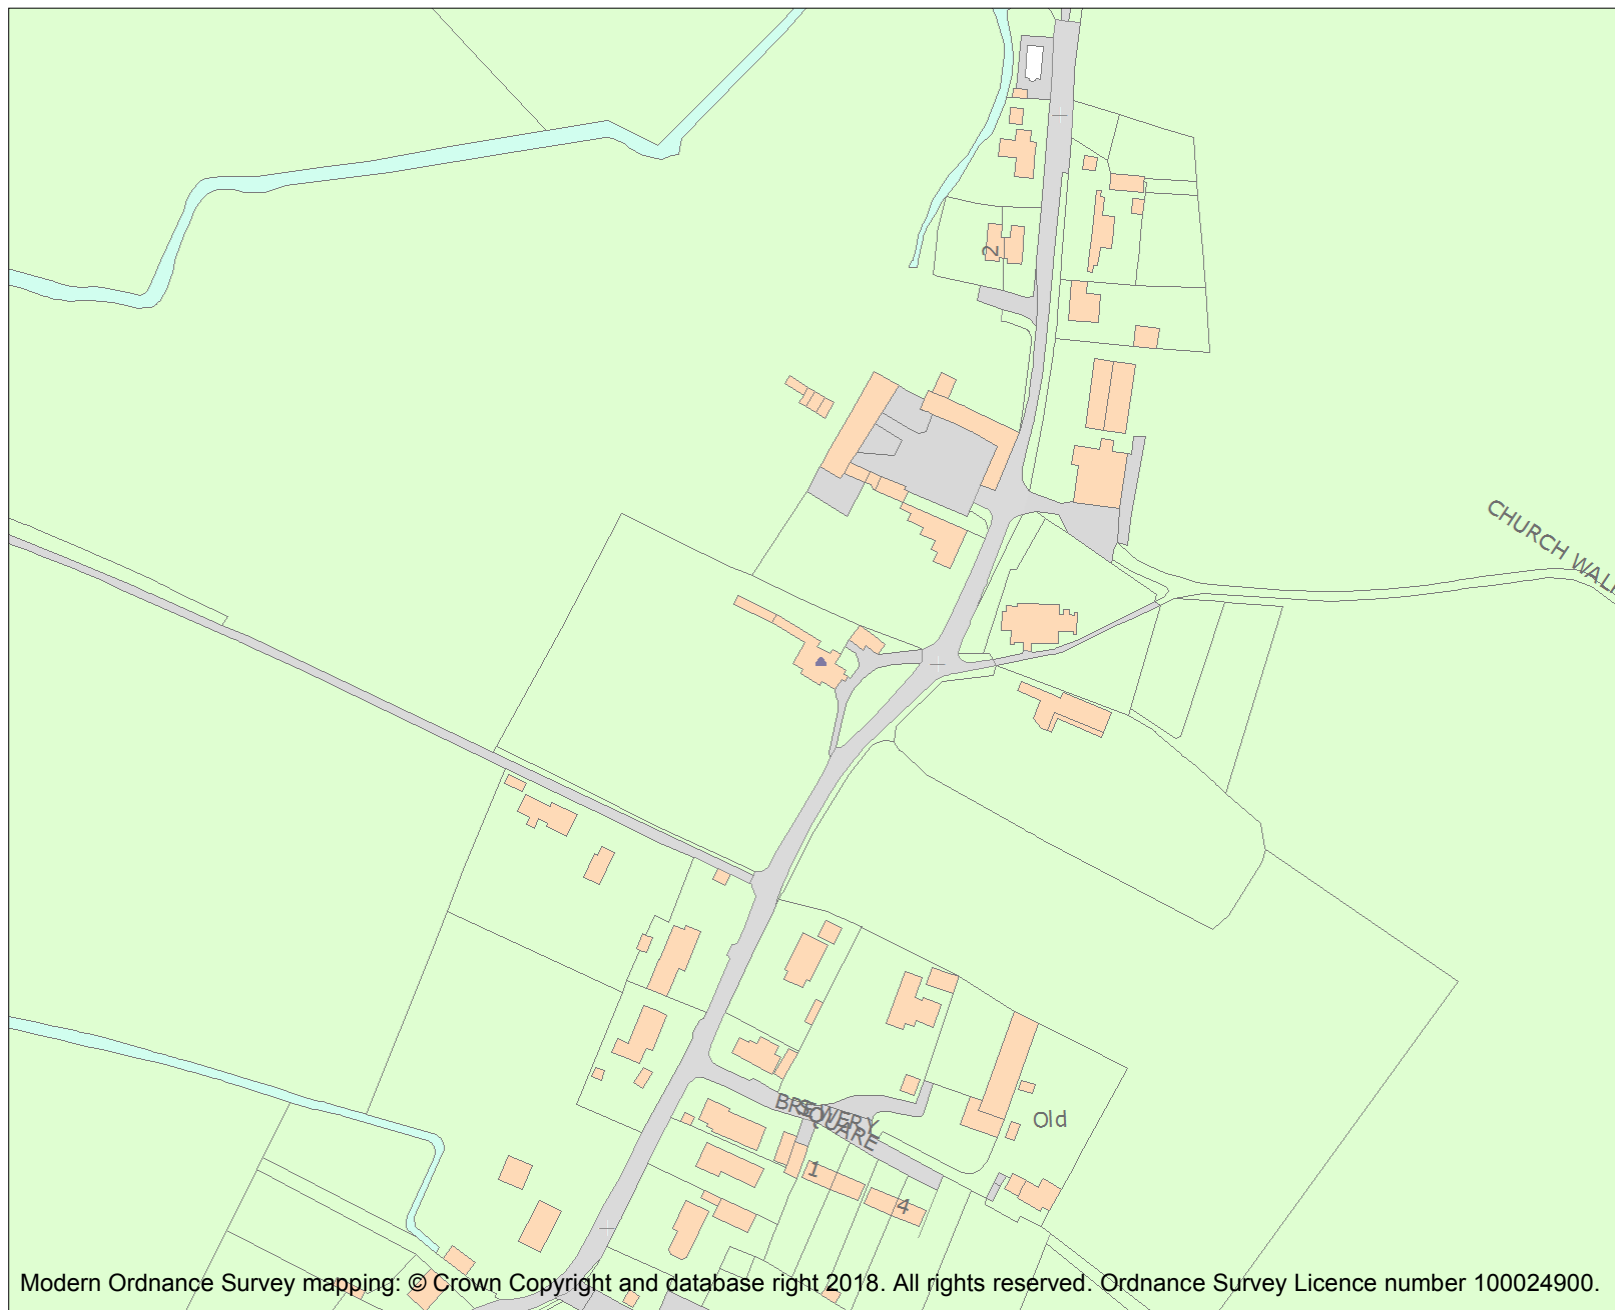 2
CHURCH WAL
BREWERY
SQUARE
Old
1
4
Modern Ordnance Survey mapping: © Crown Copyright and database right 2018. All rights reserved. Ordnance Survey Licence number 100024900.